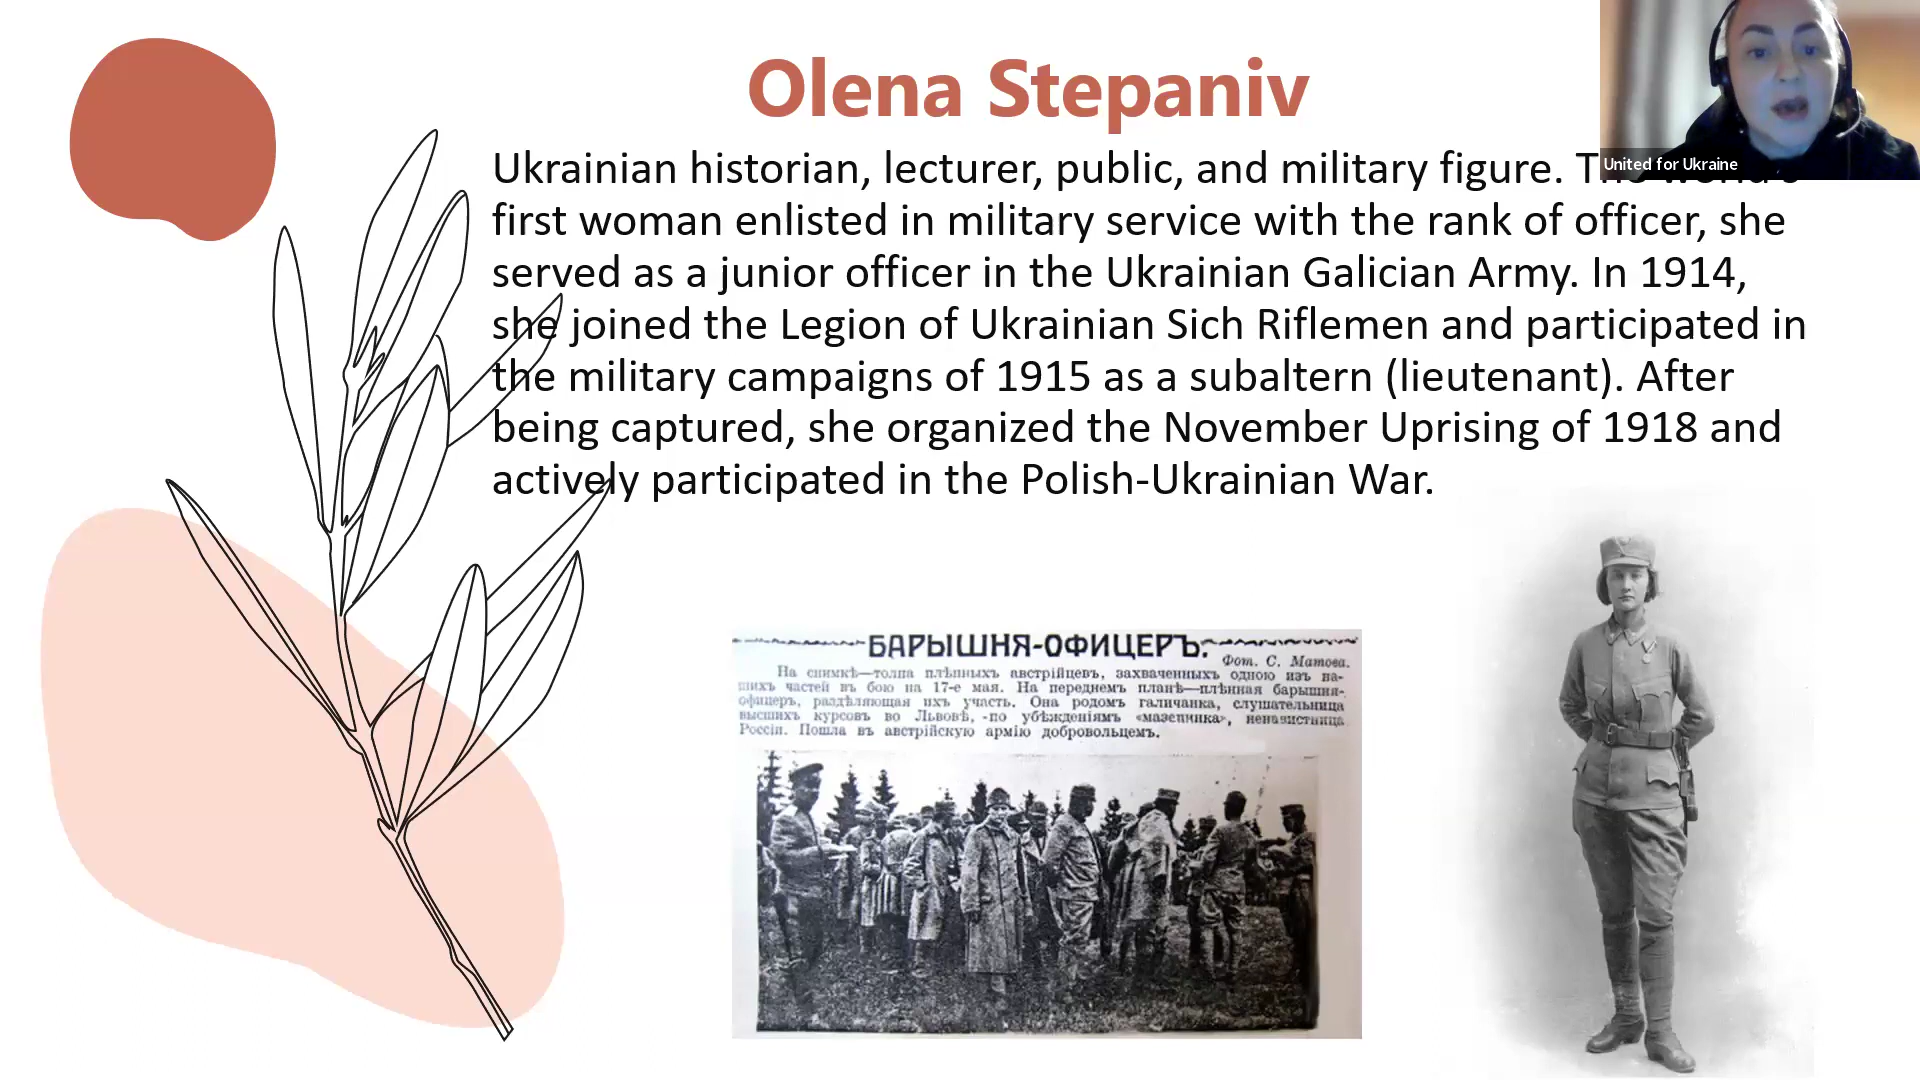 Olena Stepaniv
United for Ukraine
Ukrainian historian, lecturer, public, and military figure. The world's
first woman enlisted in military service with the rank of officer, she
served as a junior officer in the Ukrainian Galician Army. In 1914,
she joined the Legion of Ukrainian Sich Riflemen and participated in
the military campaigns of 1915 as a subaltern (lieutenant). After
being captured, she organized the November Uprising of 1918 and
actively participated in the Polish-Ukrainian War.
БАРЫШНЯ-ОФИЦЕРЪ.
Фот. С. Матова.
На снимкѣ—толпа плѣнныхъ австрійцевъ, захваченныхъ одною изъ на-
шихъ частей въ бою на 17-е мая. На переднемъ планѣ—плѣнная барышня-
офицеръ, раздѣляющая ихъ участь. Она родомъ галичанка, слушательница
высшихъ курсовъ во Львовѣ, -по убѣжденіямъ «мазепинка», ненавистница
Россіи. Пошла въ австрійскую армію добровольцемъ.